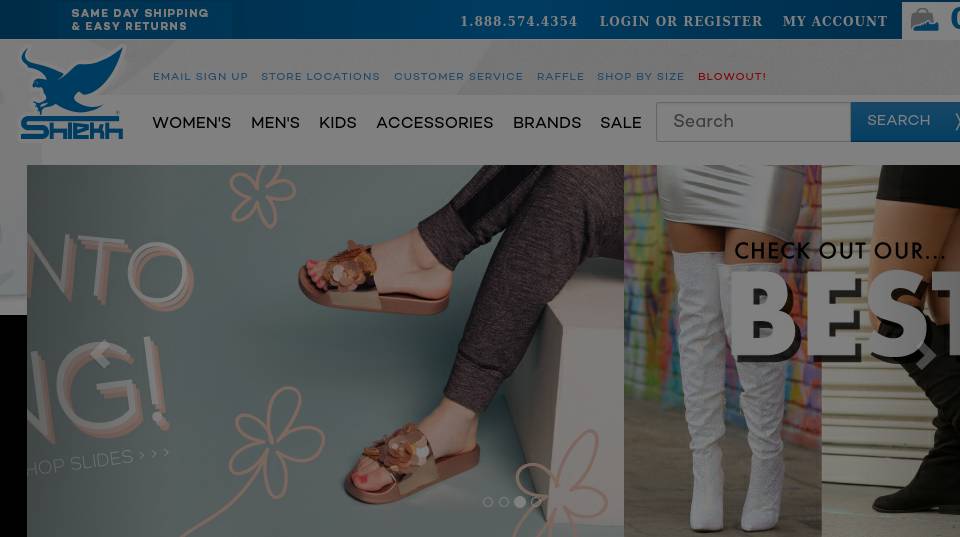 SAME DAY SHIPPING
& EASY RETURNS
1.888.574.4354 LOGIN OR REGISTER MY ACCOUNT
EMAIL SIGN UP STORE LOCATIONS CUSTOMER SERVICE RAFFLE SHOP BY SIZE BLOWOUT!
Shiekh
WOMEN'S MEN'S KIDS ACCESSORIES BRANDS SALE Search SEARCH
NTO
NG!
HOP SLIDES > > >
CHECK OUT OUR...
BEST